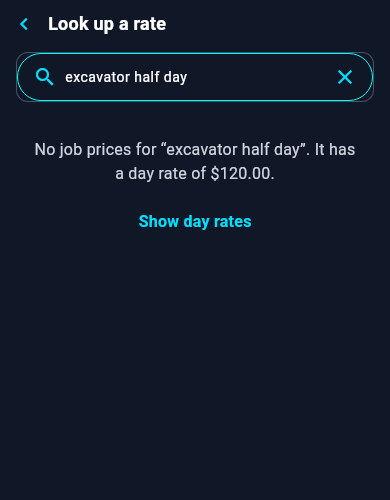 Look up a rate
excavator half day
No job prices for “excavator half day”. It has
a day rate of $120.00.
Show day rates